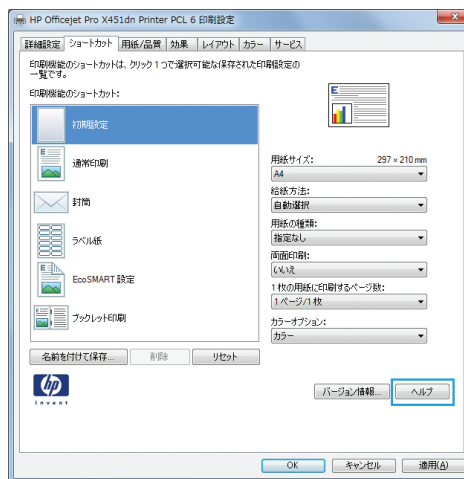 HP Officejet Pro X451dn Printer PCL 6 印刷設定
詳細設定 ショートカット 用紙/品質 効果 レイアウト カラー サービス
印刷機能のショートカットは、クリック 1 つで選択可能な保存された印刷設定の
一覧です。
印刷機能のショートカット:
初期設定
通常印刷
封筒
ラベル紙
EcoSMART 設定
ブックレット印刷
名前を付けて保存... 削除 リセット
E
用紙サイズ: 297 × 210 mm
A4
給紙方法:
自動選択
用紙の種類:
指定なし
両面印刷:
いいえ
1 枚の用紙に印刷するページ数:
1 ページ/1 枚
カラーオプション:
カラー
hp
invent
バージョン情報... ヘルプ
OK キャンセル 適用(A)